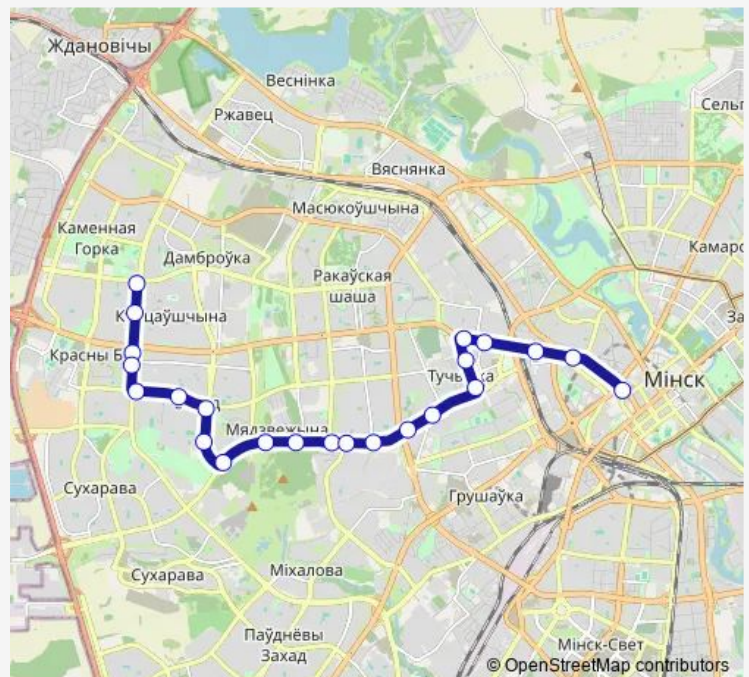 Ждановічы
Веснінка
Ржавец
Сельг
Вяснянка
Масюкоўшчына
Каменная
Горка
Камаро
Дамброўка
Ракаўская
шаша
За
Красны Б
Мінск
Мядзвежына
Сухарава
Грушаўка
Сухарава
Міхалова
Паўднёвы
Захад
Мінск-Свет
© OpenStreetMap contributors